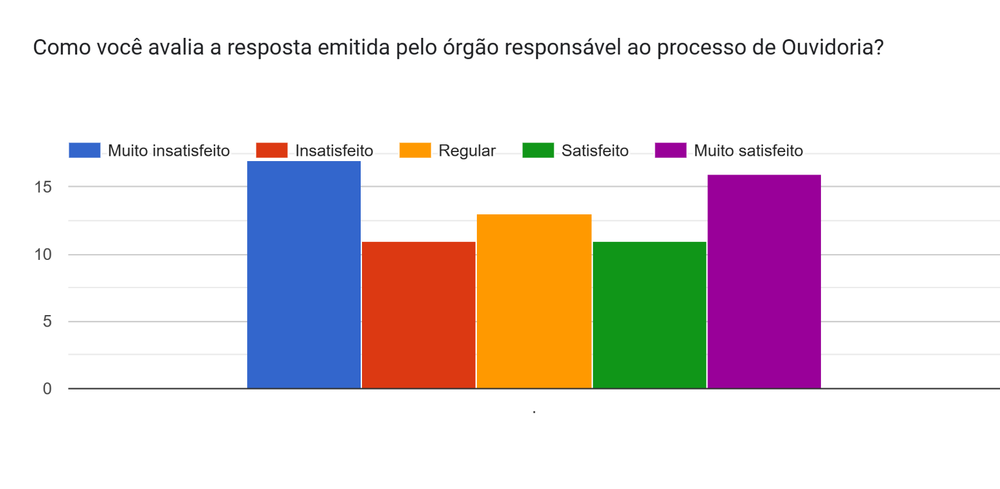 Como você avalia a resposta emitida pelo órgão responsável ao processo de Ouvidoria?
Muito insatisfeito Insatisfeito Regular Satisfeito Muito satisfeito
15
10
5
0
.